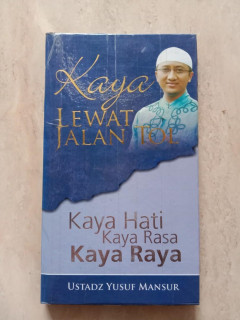 Kaya
LEWAT
JALAN TOL
Kaya Hati
Kaya Rasa
Kaya Raya
USTADZ YUSUF MANSUR